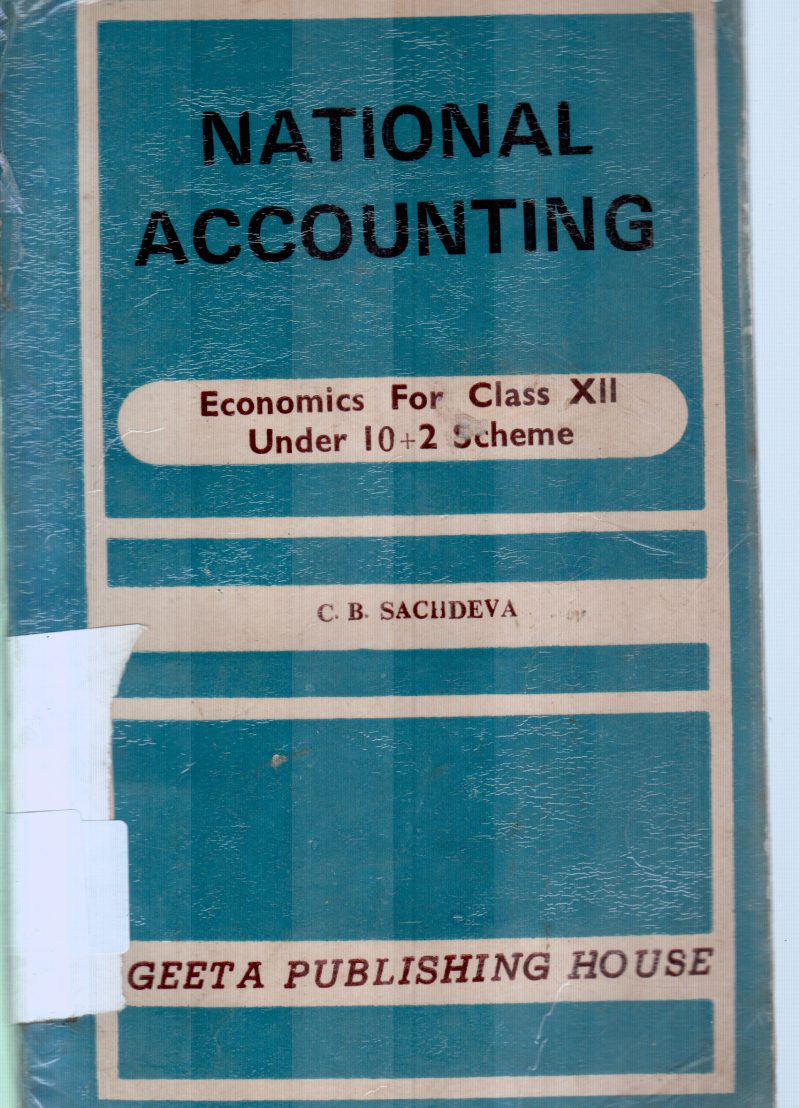 NATIONAL
ACCOUNTING
Economics For Class XII
Under 10+2 Scheme
C. B. SACHDEVA
GEETA PUBLISHING HOUSE